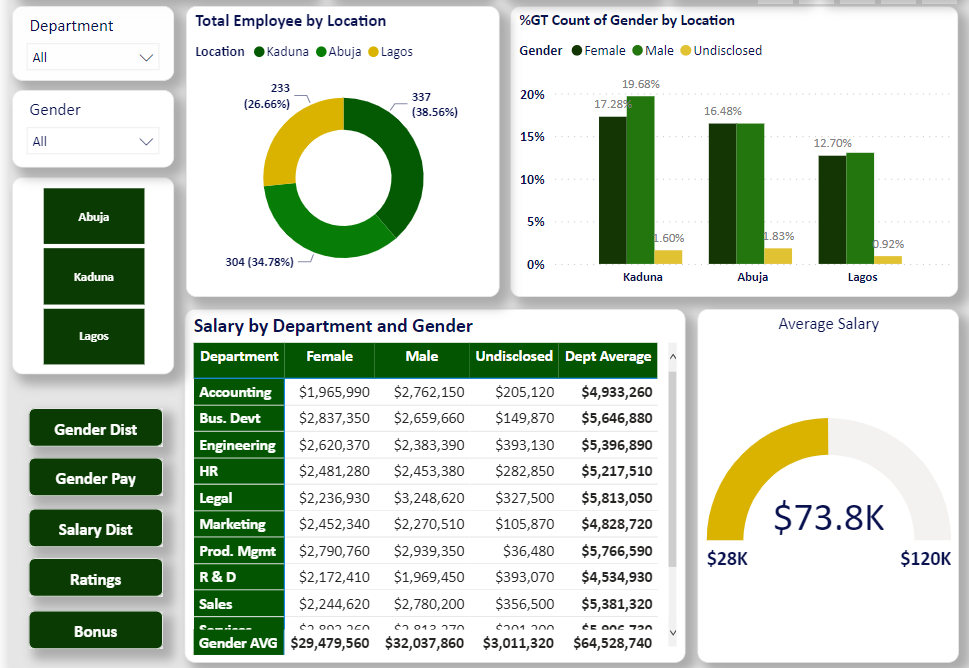 Department
All
Gender
All
Abuja
Kaduna
Lagos
Gender Dist
Gender Pay
Salary Dist
Ratings
Bonus
Total Employee by Location
Location Kaduna Abuja Lagos
233
(26.66%)
337
(38.56%)
304 (34.78%)
%GT Count of Gender by Location
Gender Female Male Undisclosed
20%
15%
10%
5%
0%
17.28%
19.68%
1.60%
16.48%
1.83%
12.70%
0.92%
Kaduna Abuja Lagos
Salary by Department and Gender
Department Female Male Undisclosed Dept Average
Accounting $1,965,990 $2,762,150 $205,120 $4,933,260
Bus. Devt $2,837,350 $2,659,660 $149,870 $5,646,880
Engineering $2,620,370 $2,383,390 $393,130 $5,396,890
HR $2,481,280 $2,453,380 $282,850 $5,217,510
Legal $2,236,930 $3,248,620 $327,500 $5,813,050
Marketing $2,452,340 $2,270,510 $105,870 $4,828,720
Prod. Mgmt $2,790,760 $2,939,350 $36,480 $5,766,590
R & D $2,172,410 $1,969,450 $393,070 $4,534,930
Sales $2,244,620 $2,780,200 $356,500 $5,381,320
Gender AVG $29,479,560 $32,037,860 $3,011,320 $64,528,740
Average Salary
$73.8K
$28K
$120K